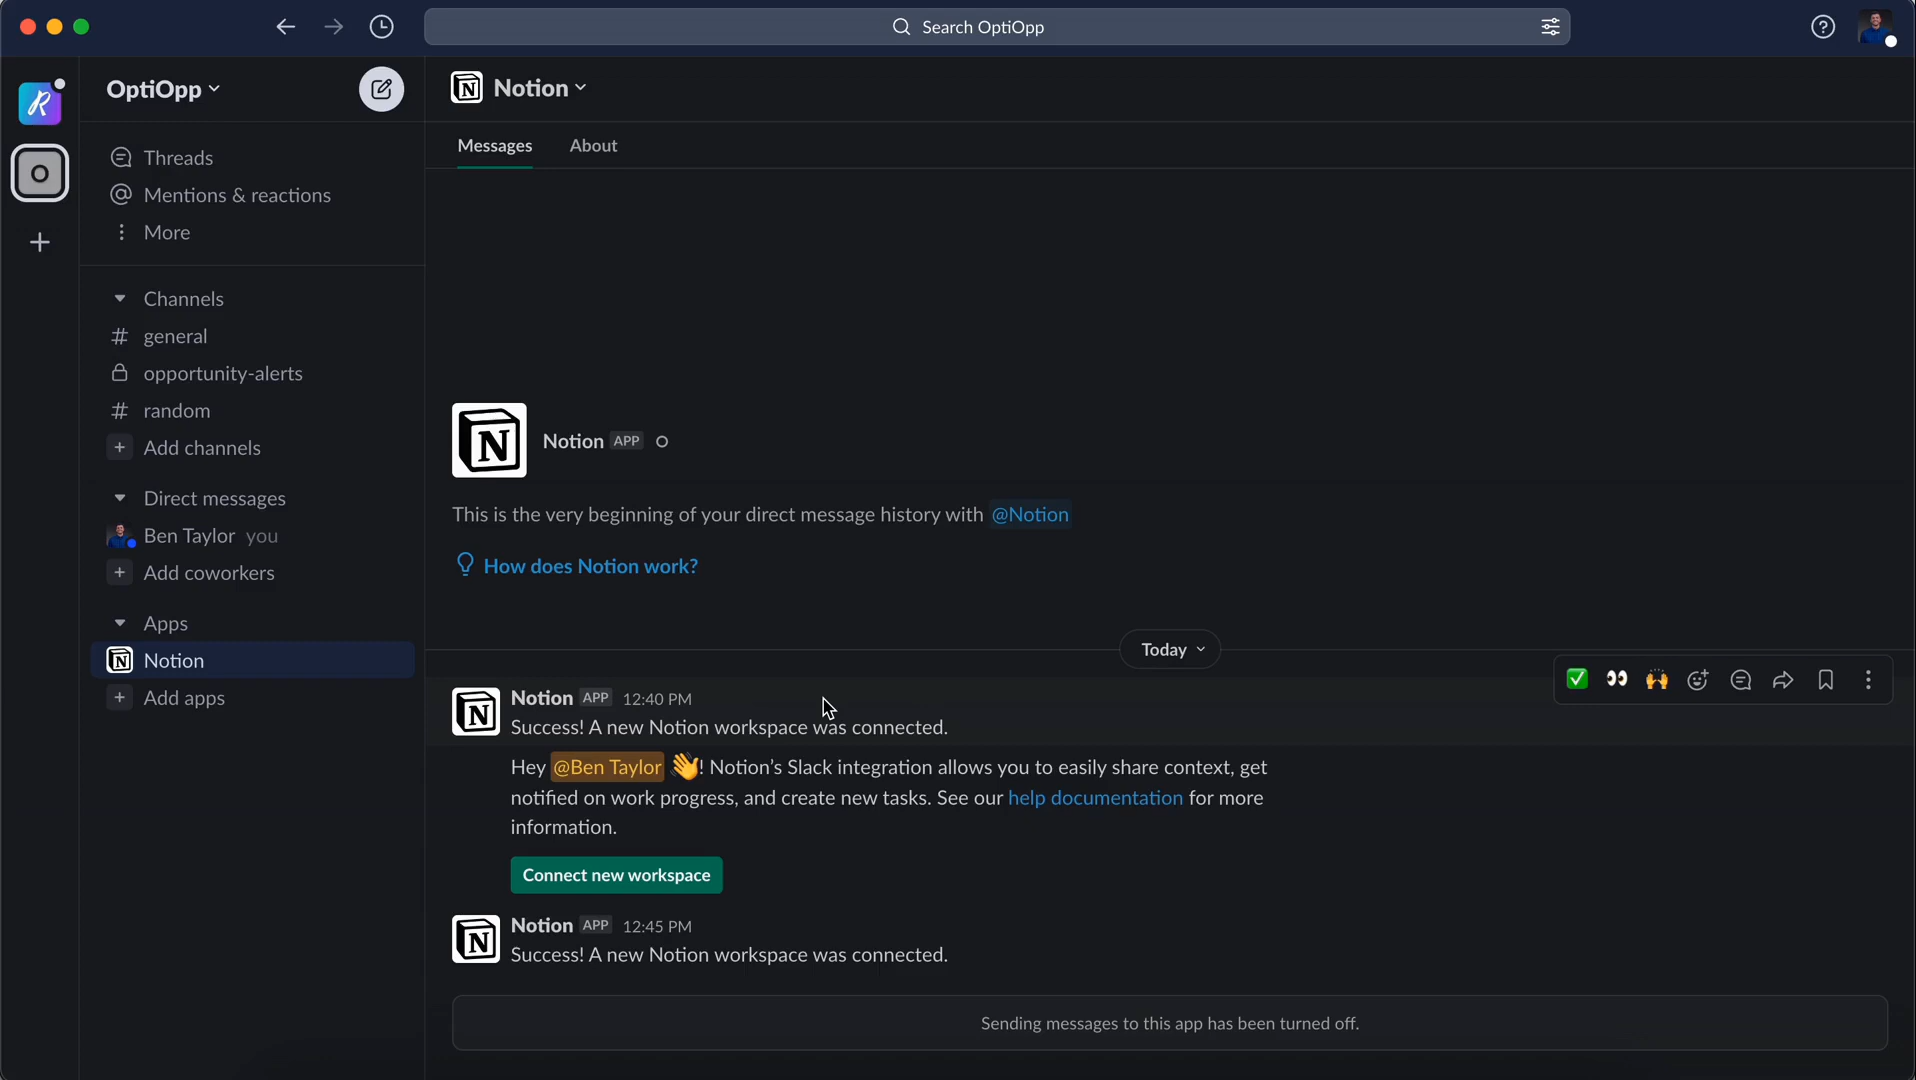 Search OptiOpp
OptiOpp
Notion
R
O
Messages About
Threads
Mentions & reactions
More
Channels
general
opportunity-alerts
random
Add channels
Direct messages
Ben Taylor you
Add coworkers
Apps
Notion
Add apps
Notion APP
This is the very beginning of your direct message history with @Notion
How does Notion work?
Today
Notion APP 12:40 PM
Success! A new Notion workspace was connected.
Hey @Ben Taylor 👋! Notion’s Slack integration allows you to easily share context, get
notified on work progress, and create new tasks. See our help documentation for more
information.
Connect new workspace
Notion APP 12:45 PM
Success! A new Notion workspace was connected.
Sending messages to this app has been turned off.